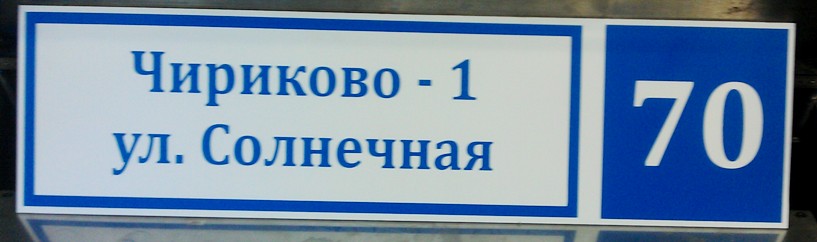 Чириково - 1
ул. Солнечная
70